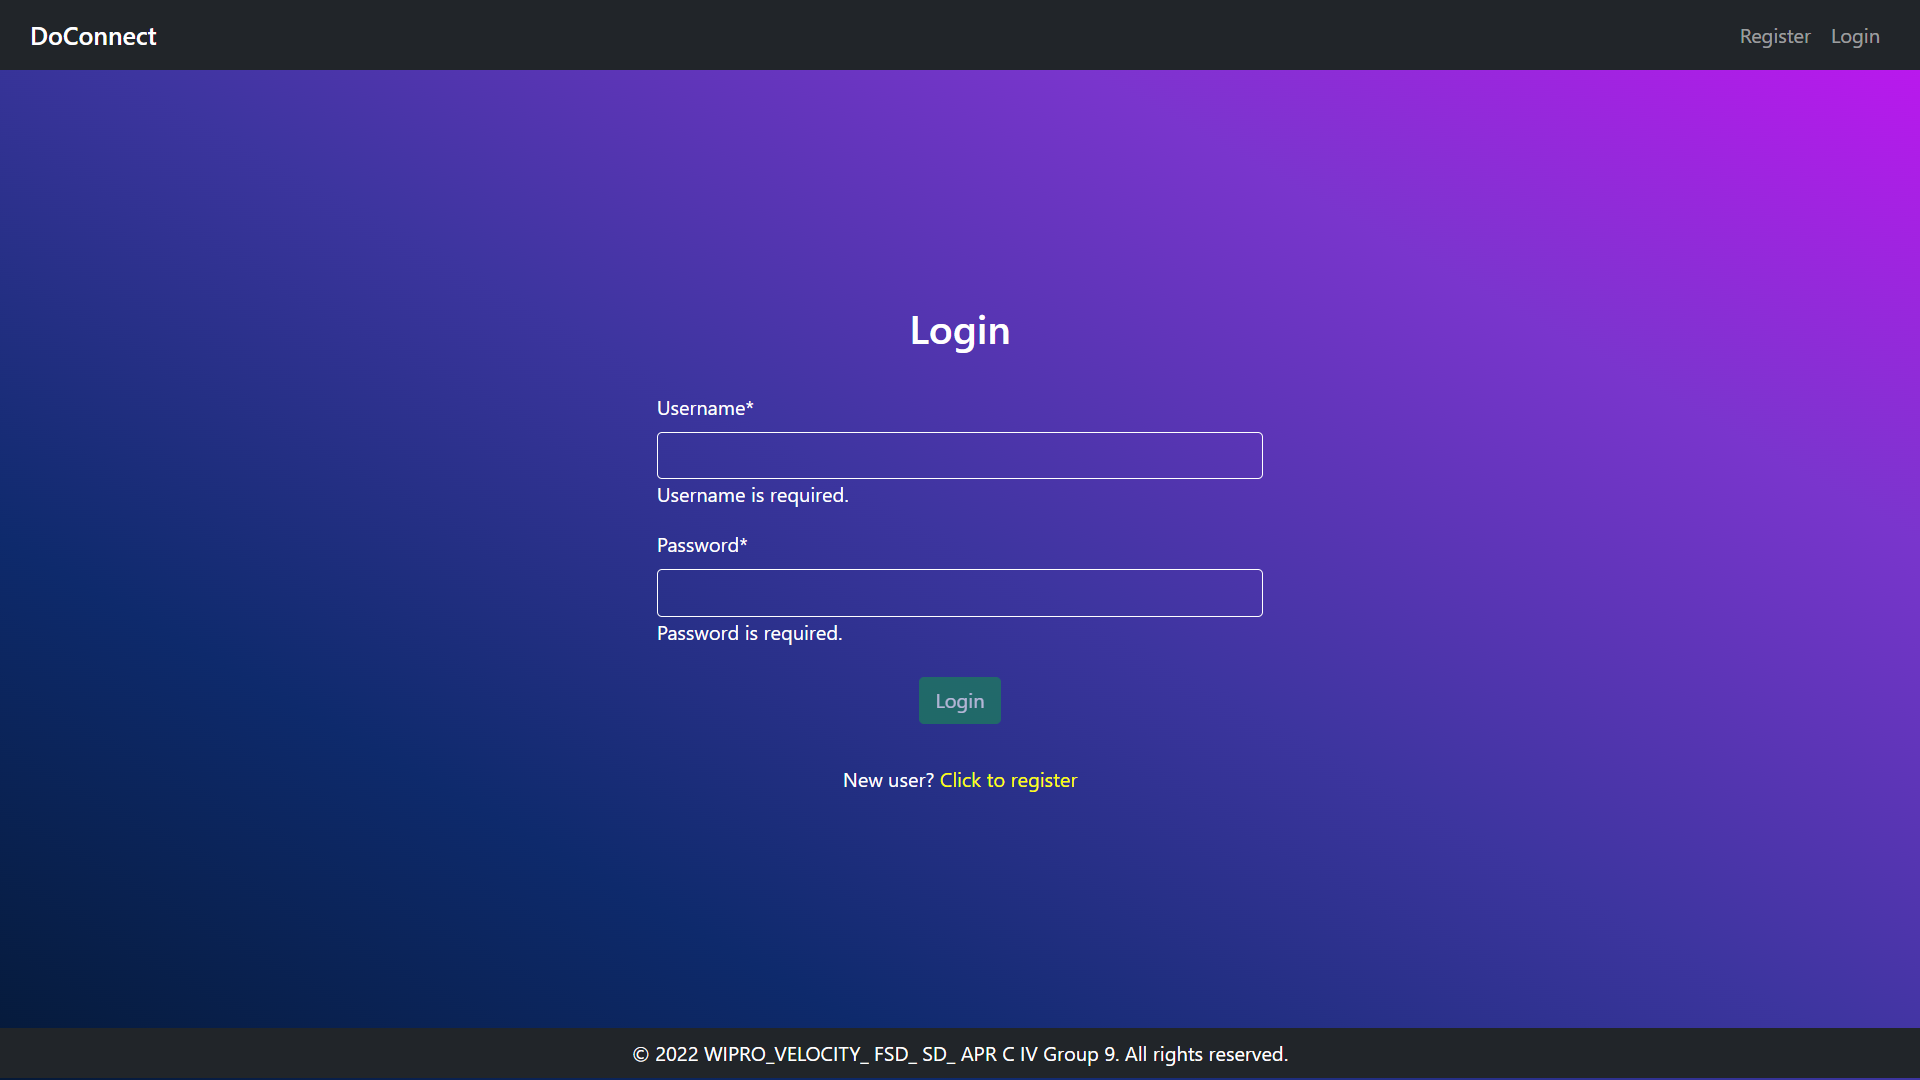 DoConnect
Register Login
Login
Username*
Username is required.
Password*
Password is required.
Login
New user? Click to register
© 2022 WIPRO_VELOCITY_ FSD_ SD_ APR C IV Group 9. All rights reserved.